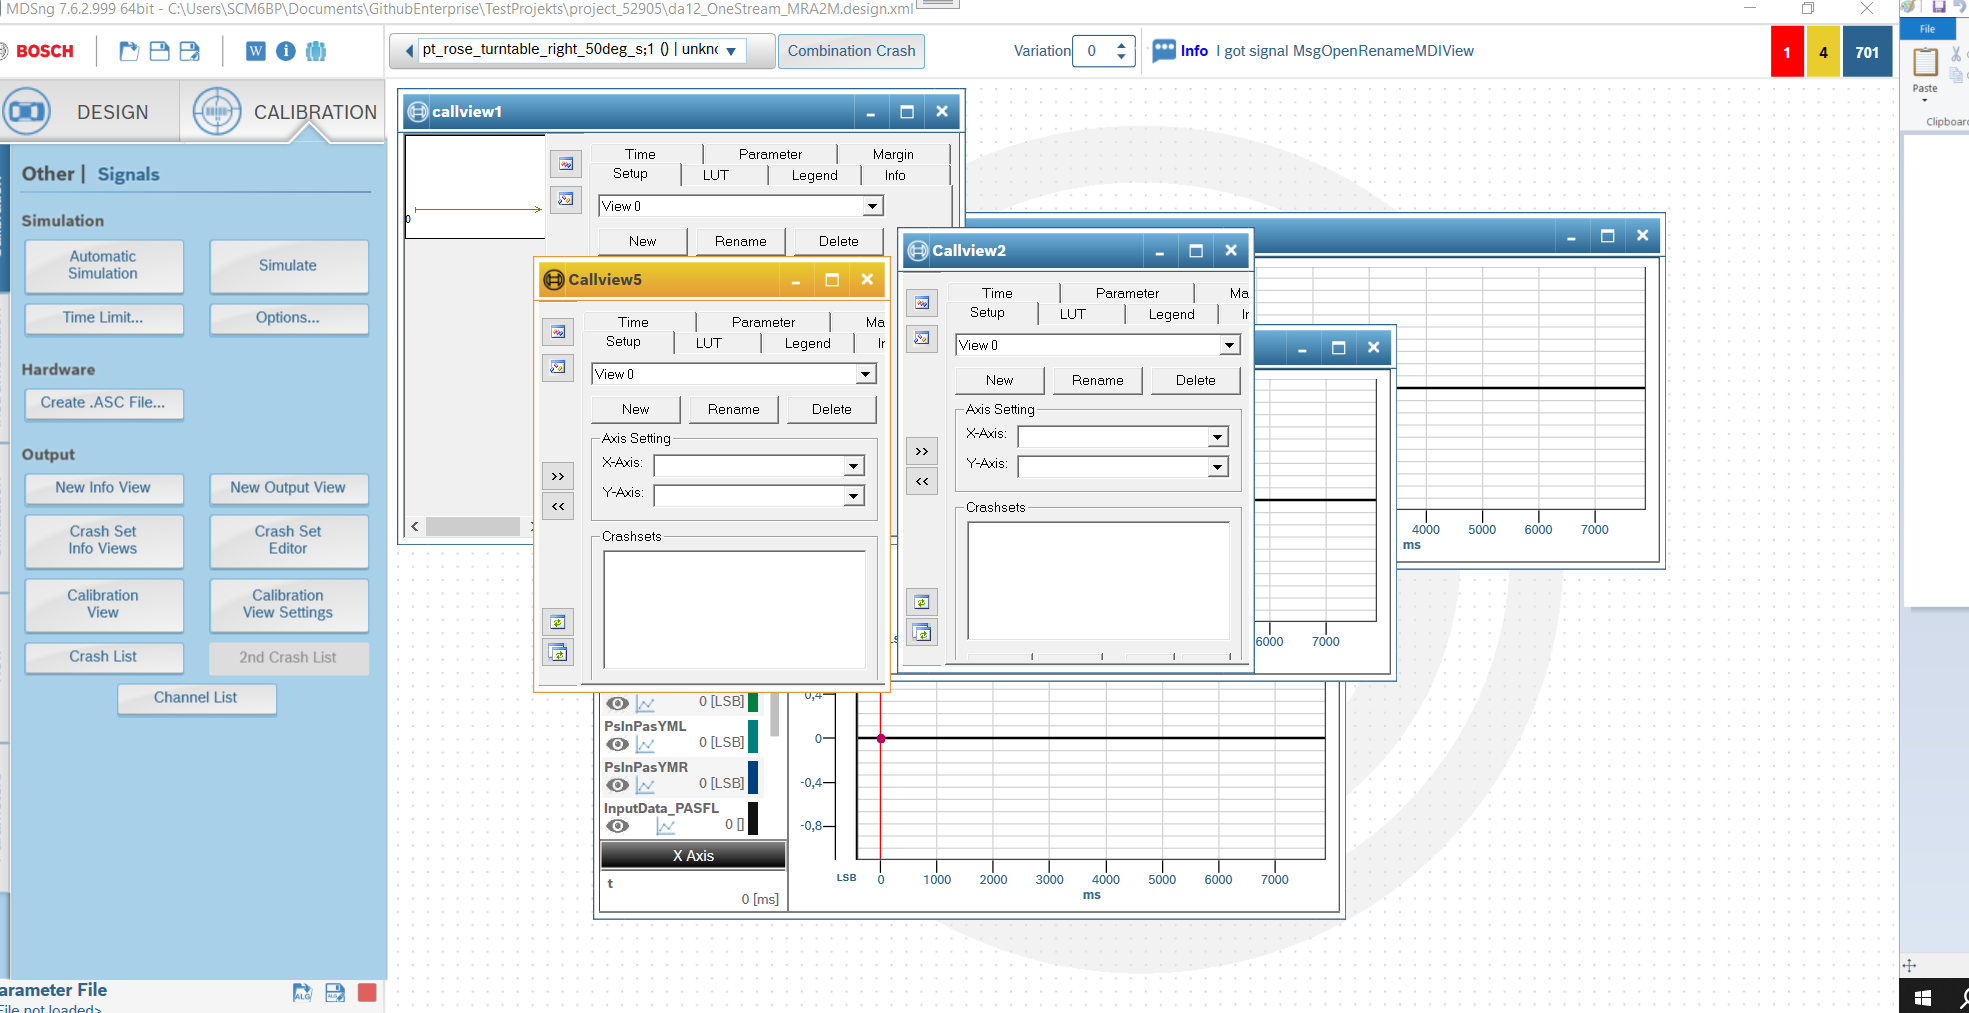 MDSng 7.6.2.999 64bit - C:\Users\SCM6BP\Documents\GithubEnterprise\TestProjekts\project_52905\da12_OneStream_MRA2M.design.xml
BOSCH
W
pt_rose_turntable_right_50deg_s;1 () |
Combination Crash
Variation 0
Info I got signal MsgOpenRenameMDIView
1 4 701
File
Paste
DESIGN
CALIBRATION
Other | Signals
Simulation
Automatic Simulation
Simulate
Time Limit...
Options...
Hardware
Create .ASC File...
Output
New Info View
New Output View
Crash Set Info Views
Crash Set Editor
Calibration View
Calibration View Settings
Crash List
2nd Crash List
Channel List
File not loaded>
callview1
0
Time Parameter Margin
Setup LUT Legend Info
View 0
New Rename Delete
Callview5
Time Parameter
Setup LUT Legend
View 0
New Rename Delete
Axis Setting
X-Axis:
Y-Axis:
>>
<<
Crashsets
Callview2
Time Parameter
Setup LUT Legend
View 0
New Rename Delete
Axis Setting
X-Axis:
Y-Axis:
>>
<<
Crashsets
4000 5000 6000 7000
ms
6000 7000
0 [LSB]
PsInPasYML
0 [LSB]
PsInPasYMR
0 [LSB]
InputData_PASFL
0 []
X Axis
t
0 [ms]
0,4
0
-0,4
-0,8
LSB 0 1000 2000 3000 4000 5000 6000 7000
ms